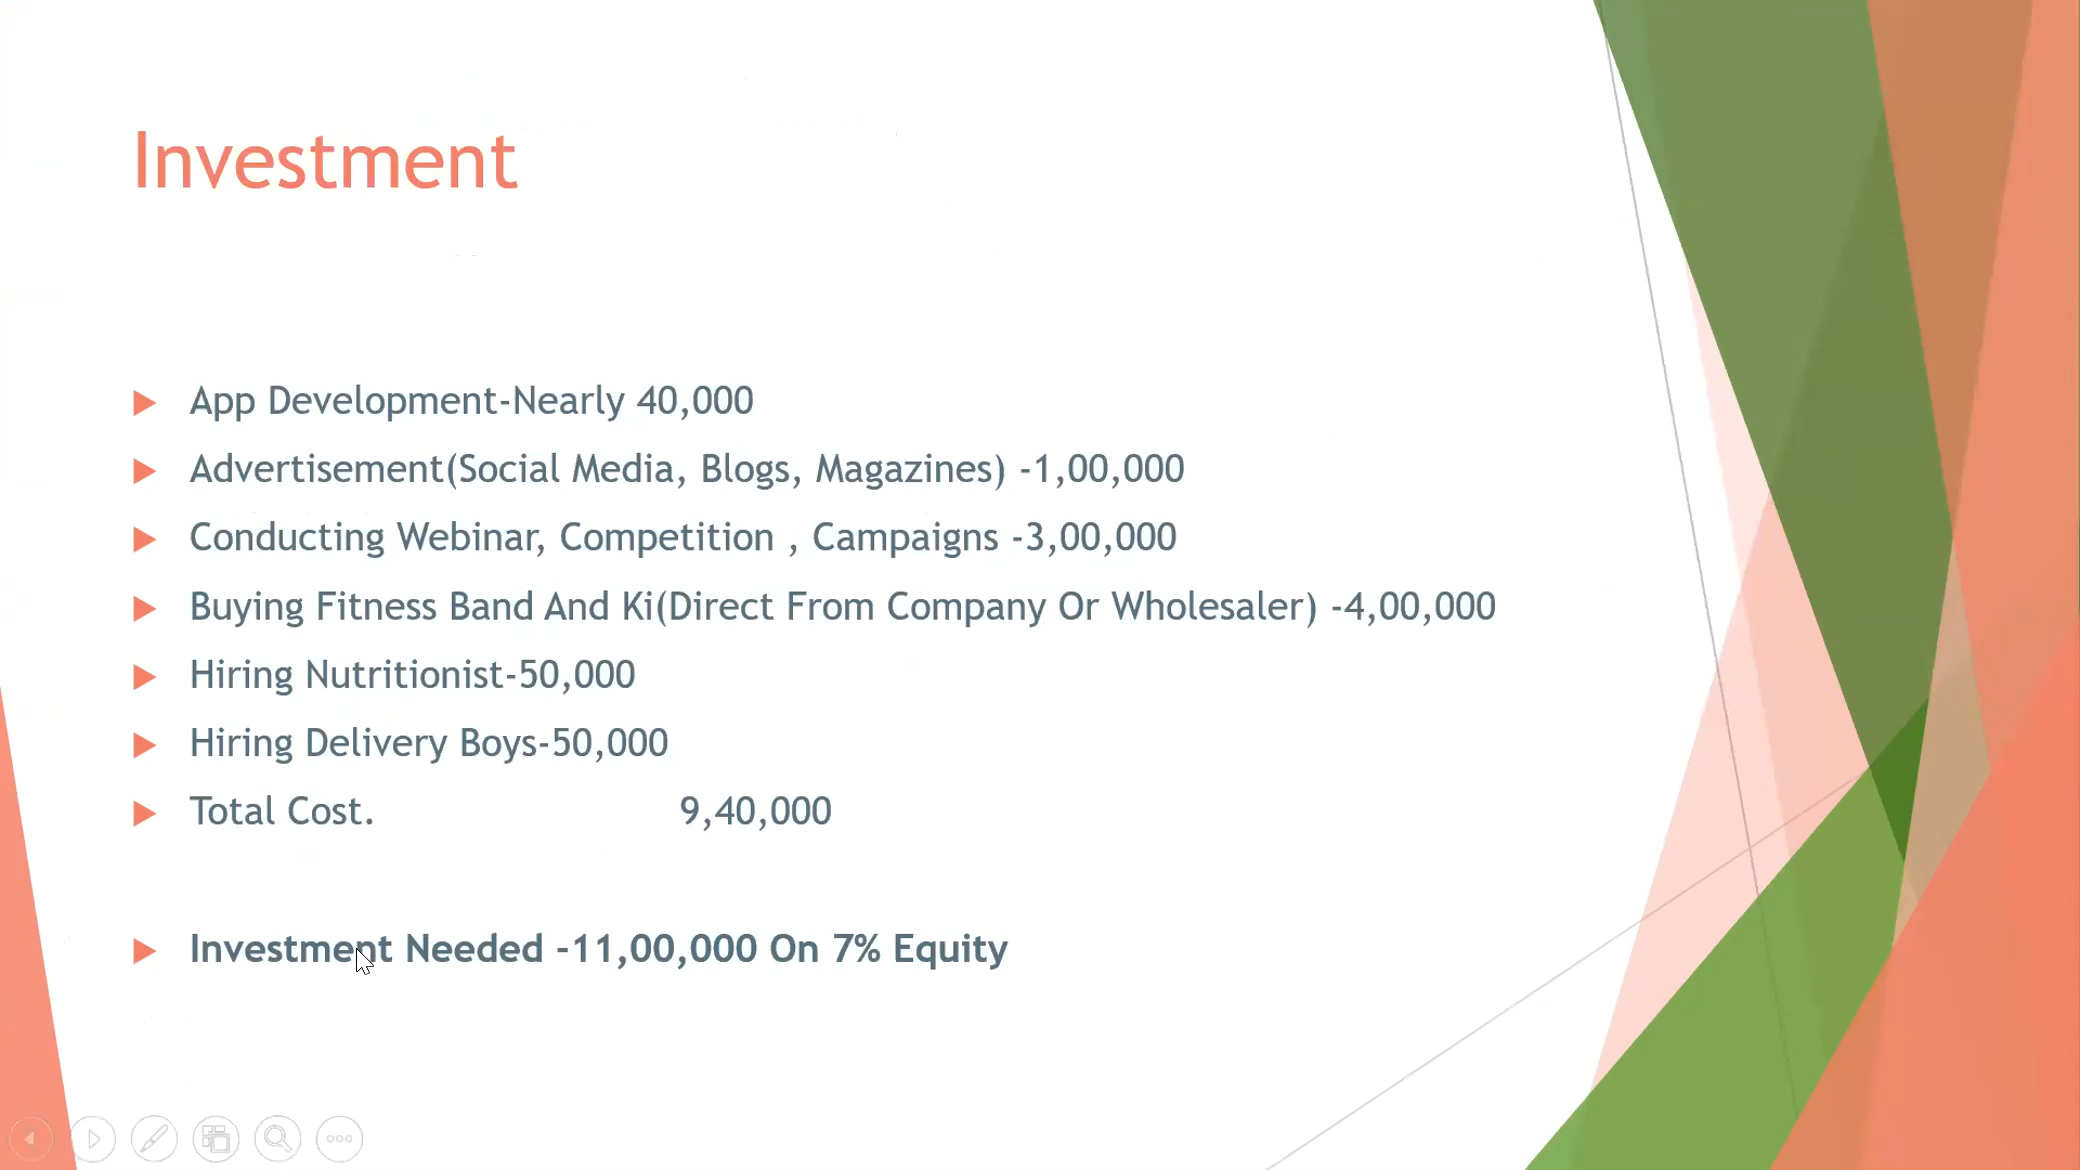 Investment
App Development-Nearly 40,000
Advertisement(Social Media, Blogs, Magazines) -1,00,000
Conducting Webinar, Competition , Campaigns -3,00,000
Buying Fitness Band And Ki(Direct From Company Or Wholesaler) -4,00,000
Hiring Nutritionist-50,000
Hiring Delivery Boys-50,000
Total Cost. 9,40,000
Investment Needed -11,00,000 On 7% Equity